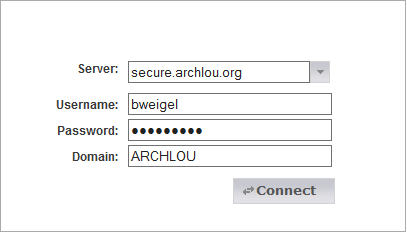 Server: secure.archlou.org
Username: bweigel
Password: ●●●●●●●●●
Domain: ARCHLOU
Connect